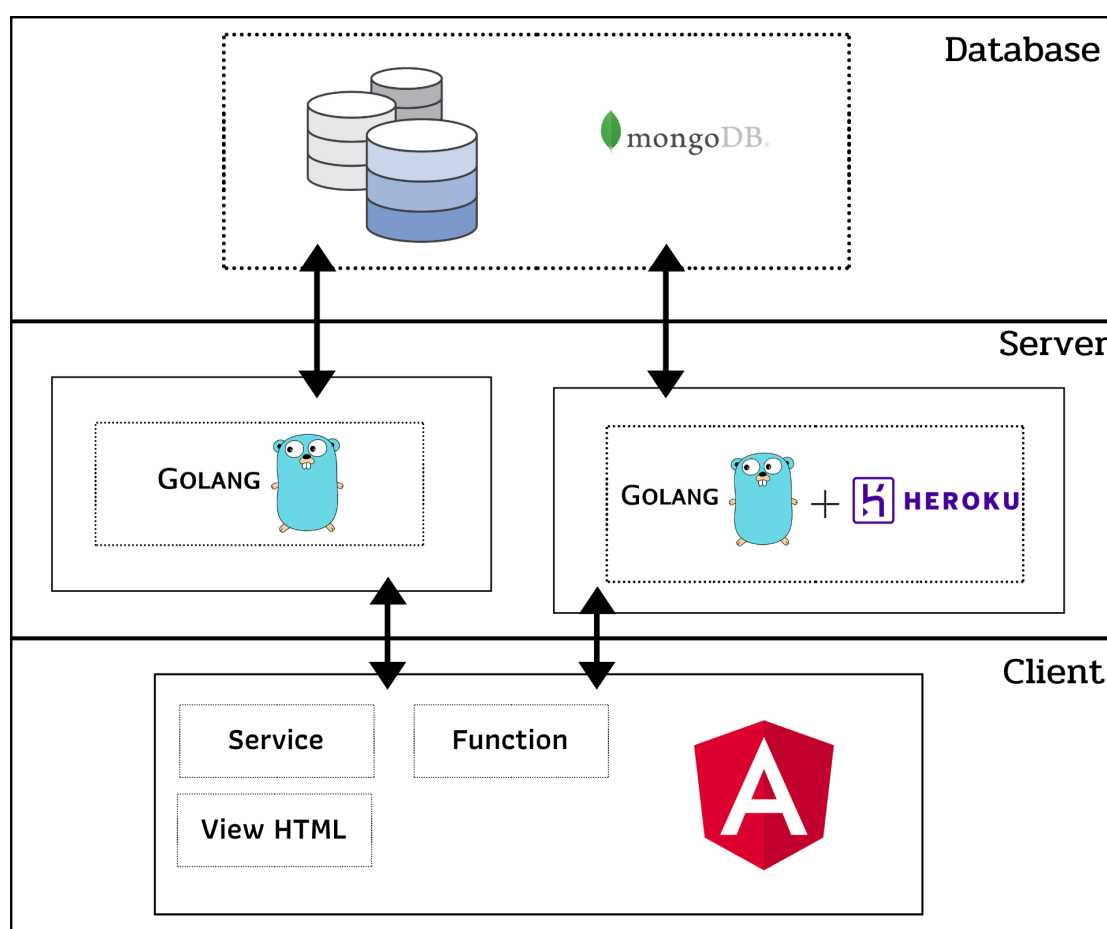 Database
mongoDB®
Server
GOLANG
GOLANG + HEROKU
Client
Service
Function
View HTML